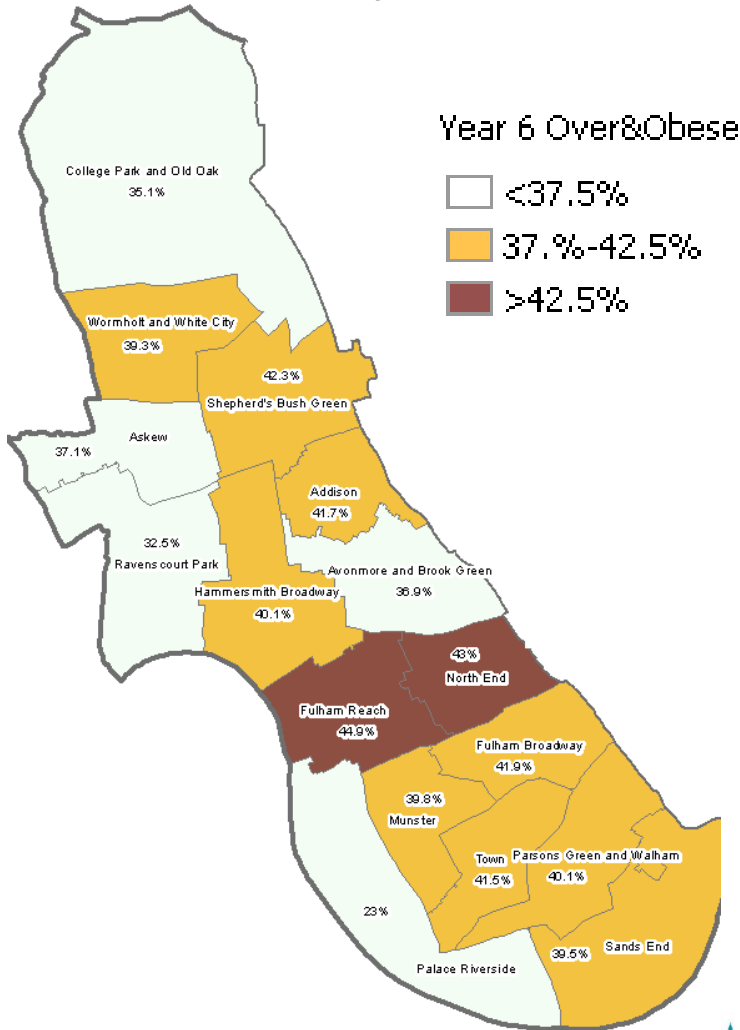 Year 6 Over&Obese
<37.5%
37.%-42.5%
>42.5%
College Park and Old Oak
35.1%
Wormholt and White City
39.3%
42.3%
Shepherd's Bush Green
Askew
37.1%
Addison
41.7%
32.5%
Ravenscourt Park
Avonmore and Brook Green
36.9%
Hammersmith Broadway
40.1%
43%
North End
Fulham Reach
44.9%
Fulham Broadway
41.9%
39.8%
Munster
Town
41.5%
Parsons Green and Walham
40.1%
23%
Palace Riverside
39.5%
Sands End